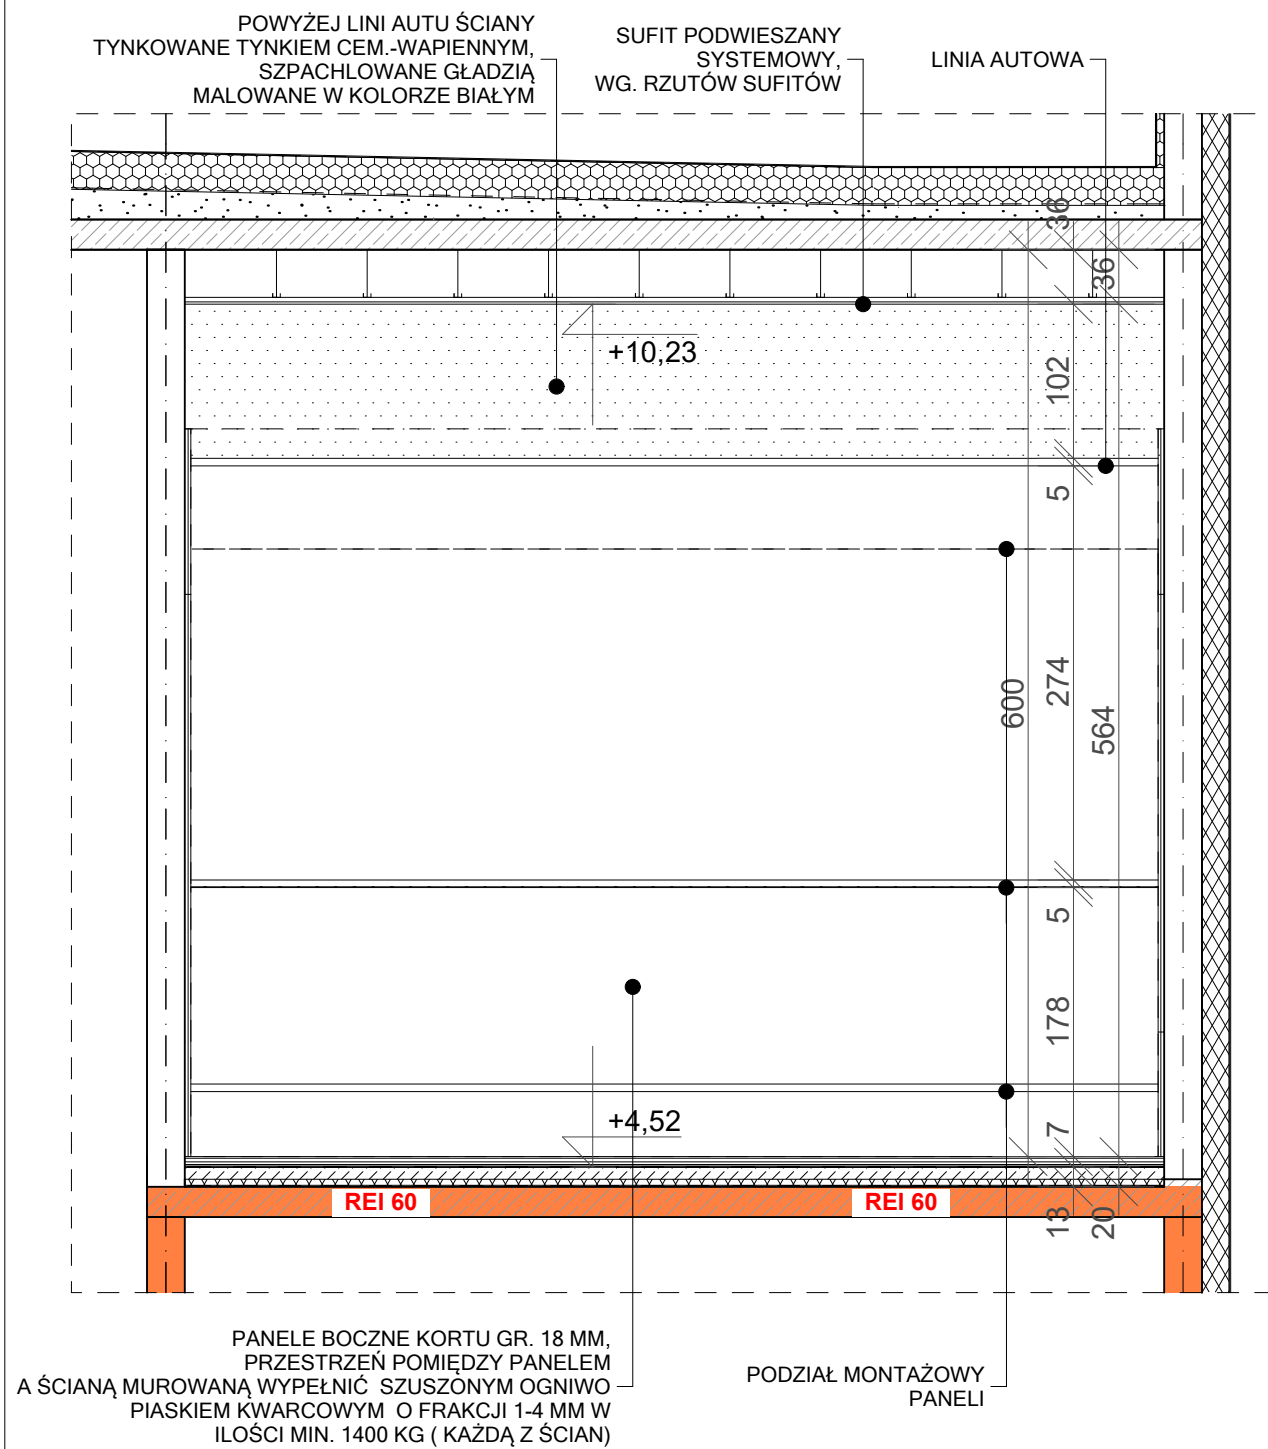 POWYŻEJ LINI AUTU ŚCIANY
TYNKOWANE TYNKIEM CEM.-WAPIENNYM,
SZPACHLOWANE GŁADZIĄ
MALOWANE W KOLORZE BIAŁYM
SUFIT PODWIESZANY
SYSTEMOWY,
WG. RZUTÓW SUFITÓW
LINIA AUTOWA
36
36
+10,23
102
5
600
274
564
5
178
+4,52
7
REI 60
REI 60
13
20
PANELE BOCZNE KORTU GR. 18 MM,
PRZESTRZEŃ POMIĘDZY PANELEM
A ŚCIANĄ MUROWANĄ WYPEŁNIĆ SZUSZONYM OGNIWO
PIASKIEM KWARCOWYM O FRAKCJI 1-4 MM W
ILOŚCI MIN. 1400 KG ( KAŻDĄ Z ŚCIAN)
PODZIAŁ MONTAŻOWY
PANELI